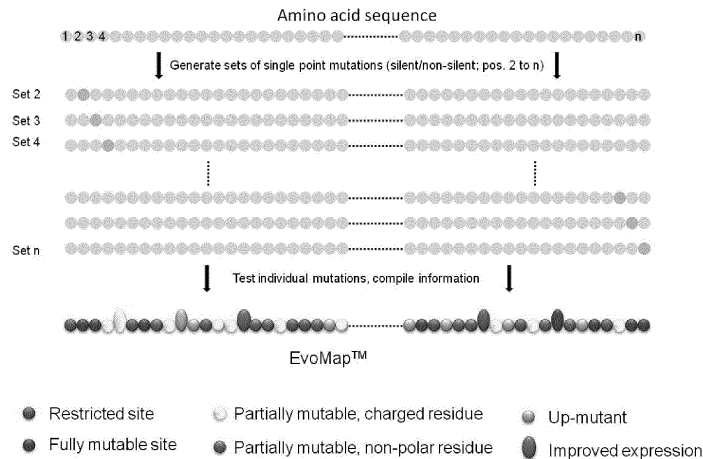 Amino acid sequence
1 2 3 4 n
Generate sets of single point mutations (silent/non-silent; pos. 2 to n)
Set 2
Set 3
Set 4
Set n
Test individual mutations, compile information
EvoMap™
Restricted site
Partially mutable, charged residue
Up-mutant
Fully mutable site
Partially mutable, non-polar residue
Improved expression